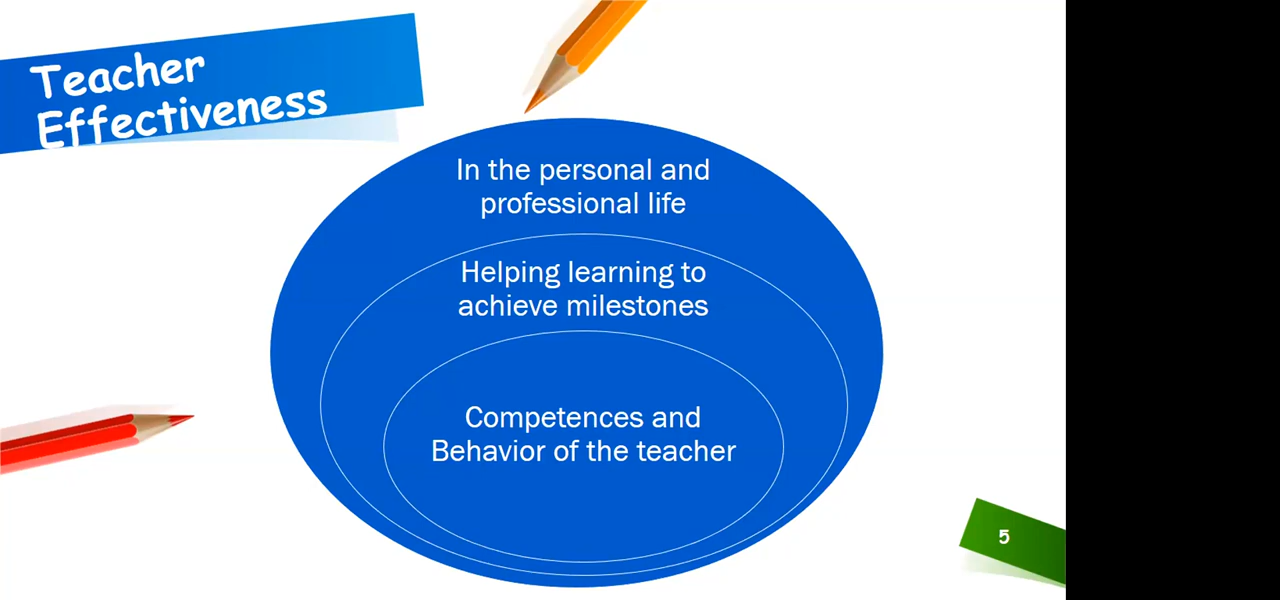 Teacher
Effectiveness
In the personal and
professional life
Helping learning to
achieve milestones
Competences and
Behavior of the teacher
5